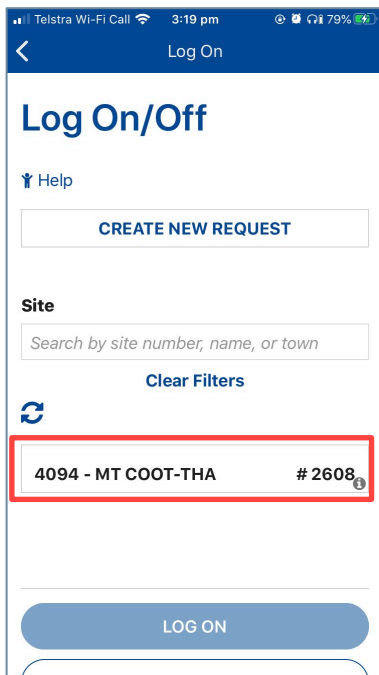 Telstra Wi-Fi Call 3:19 pm 79%
Log On
Log On/Off
Help
CREATE NEW REQUEST
Site
Search by site number, name, or town
Clear Filters
4094 - MT COOT-THA # 2608
LOG ON